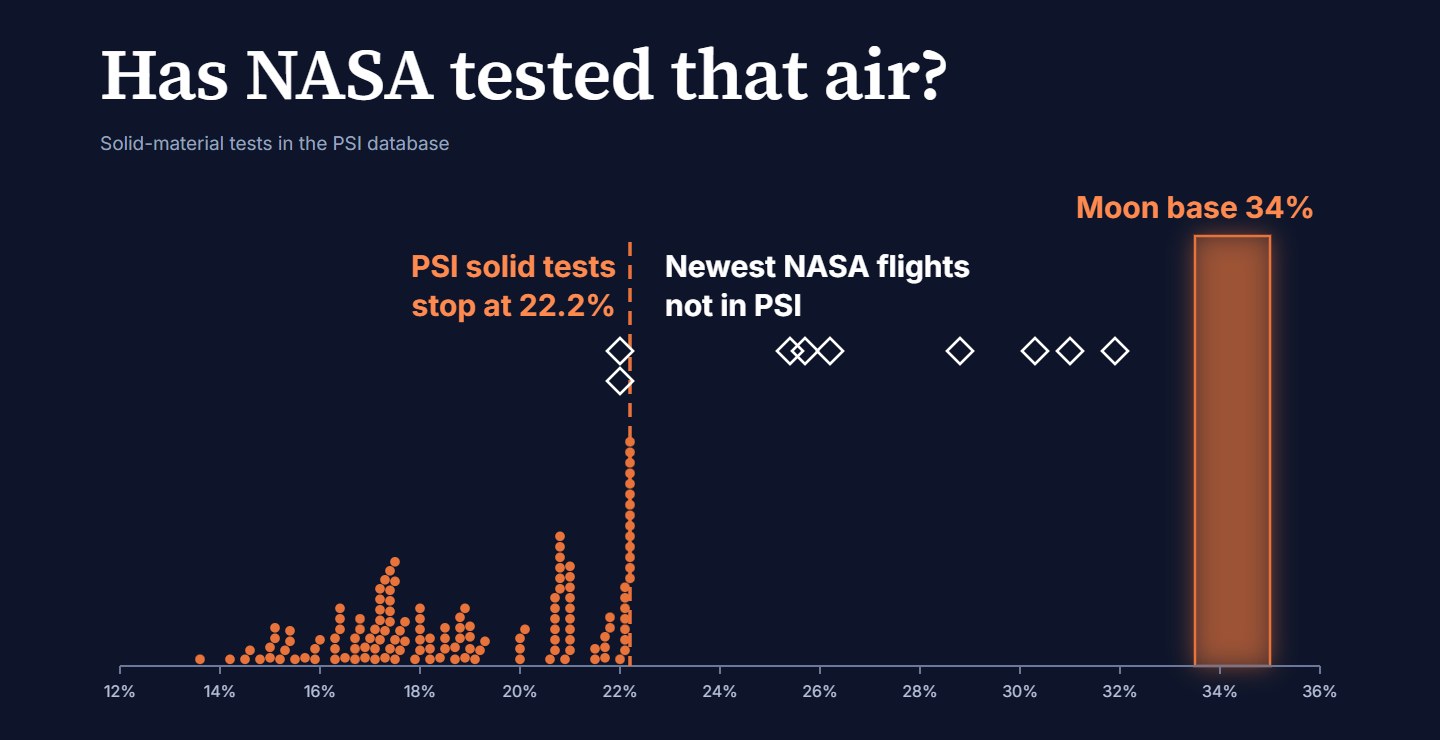 Has NASA tested that air?
Solid-material tests in the PSI database
Moon base 34%
PSI solid tests
stop at 22.2%
Newest NASA flights
not in PSI
12% 14% 16% 18% 20% 22% 24% 26% 28% 30% 32% 34% 36%